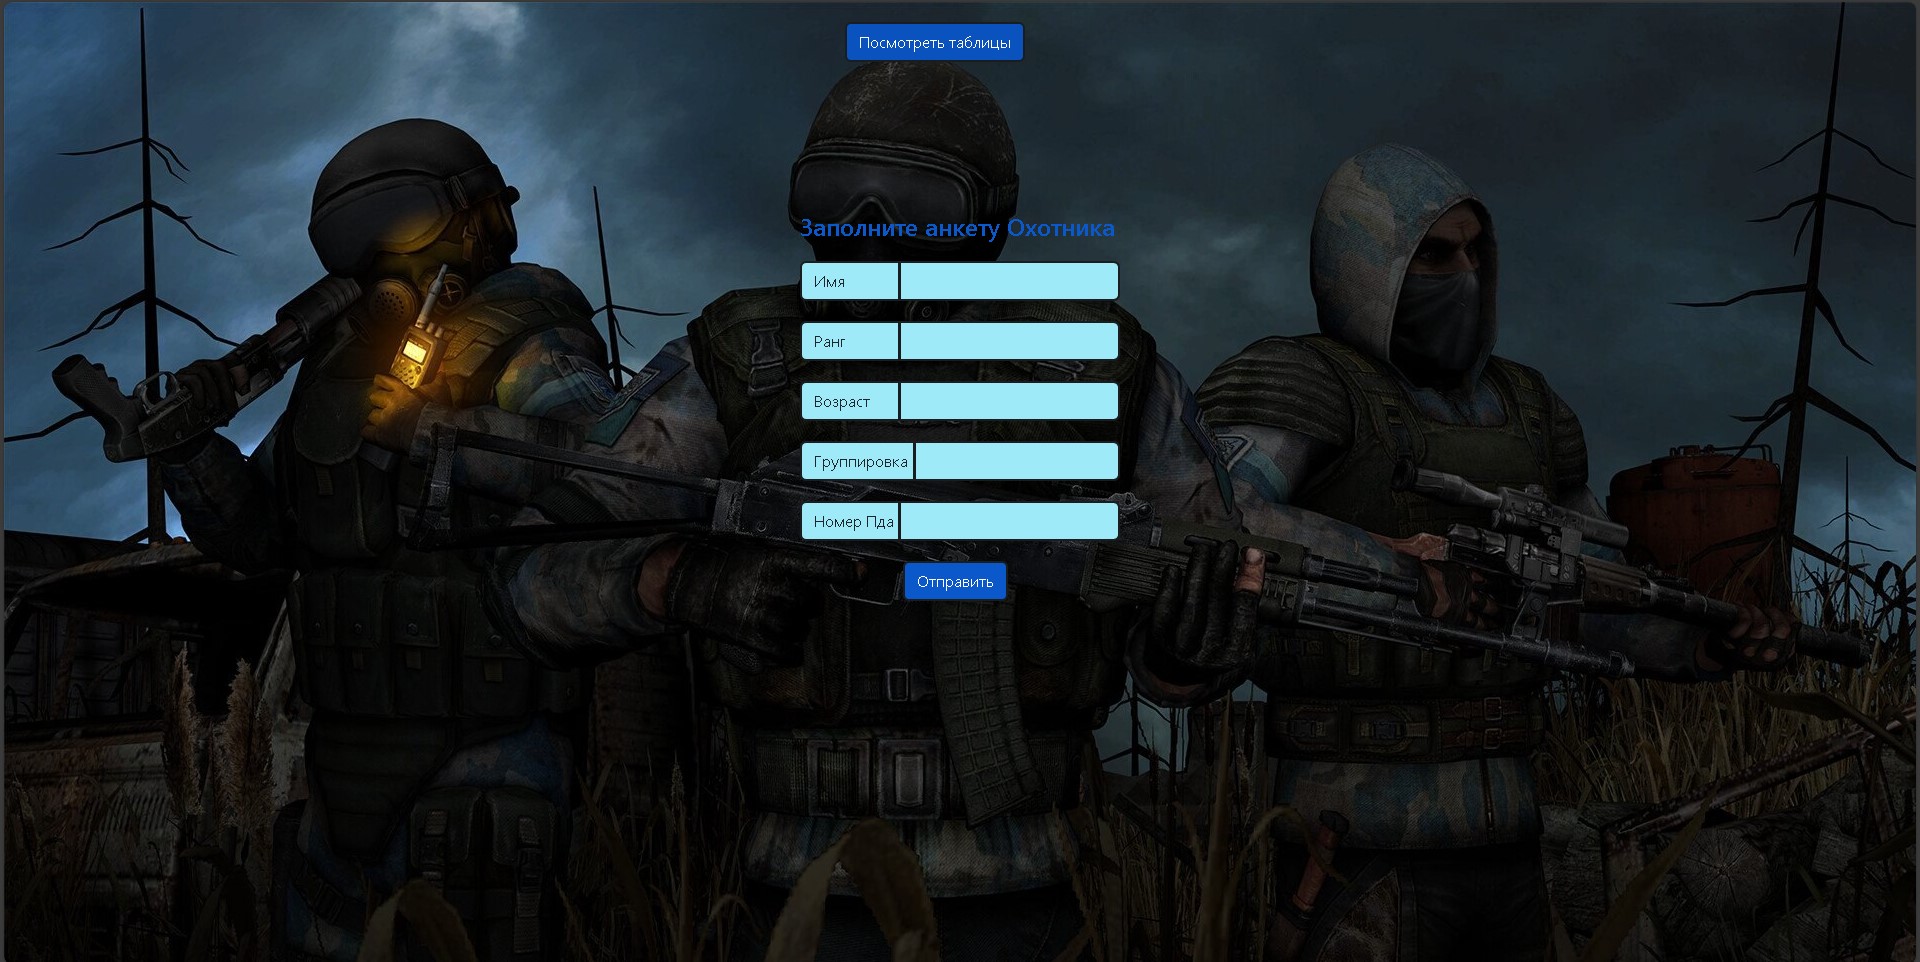 Посмотреть таблицы
Заполните анкету Охотника
Имя
Ранг
Возраст
Группировка
Номер Пда
Отправить